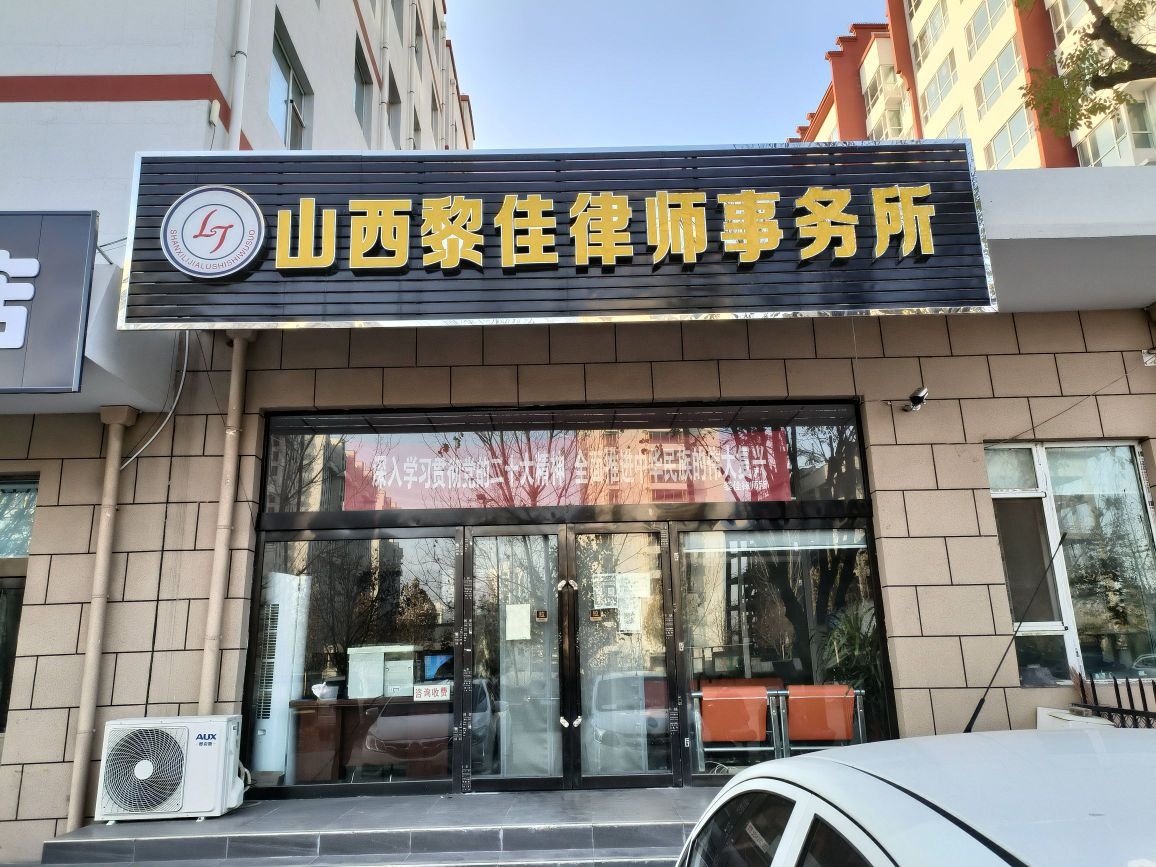 山西黎佳律师事务所
LJ
SHANXILIJIALUSHISHIWUSUO
店
深入学习贯彻党的二十大精神 全面推进中华民族的伟大复兴
咨询收费
AUX